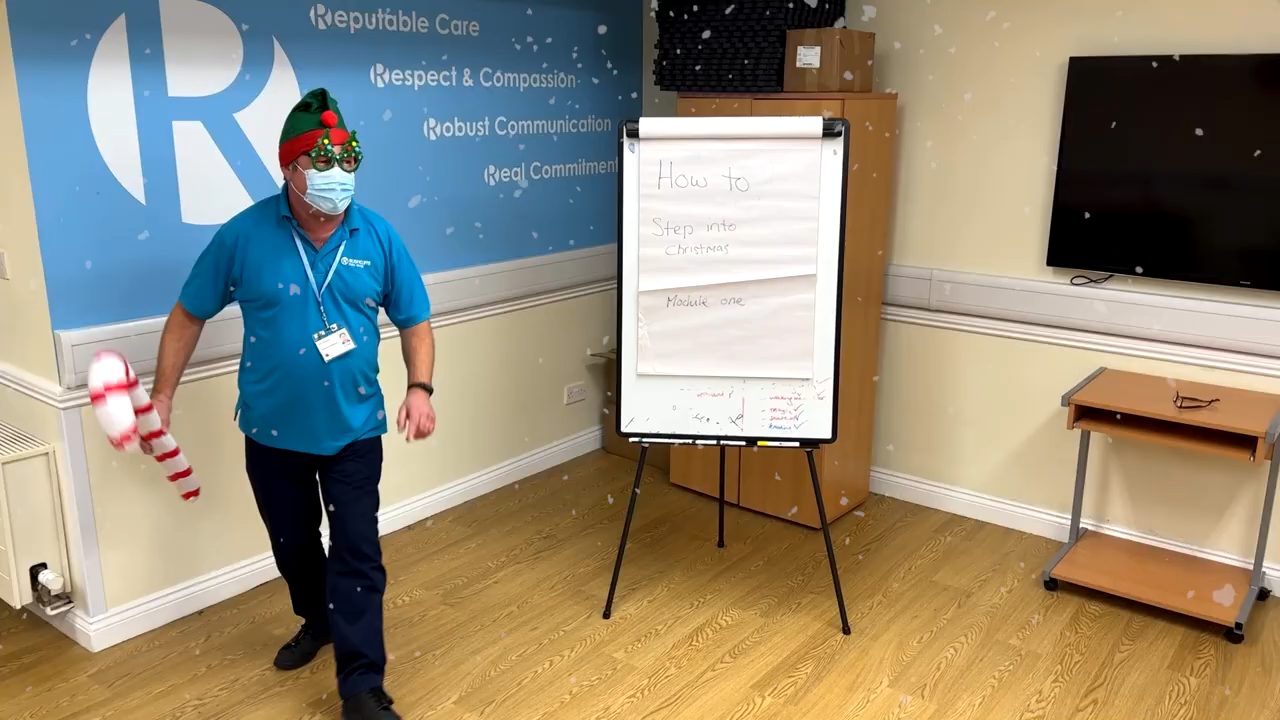 Reputable Care
Respect & Compassion
Robust Communication
Real Commitment
R
How to
Step into
Christmas
Module one